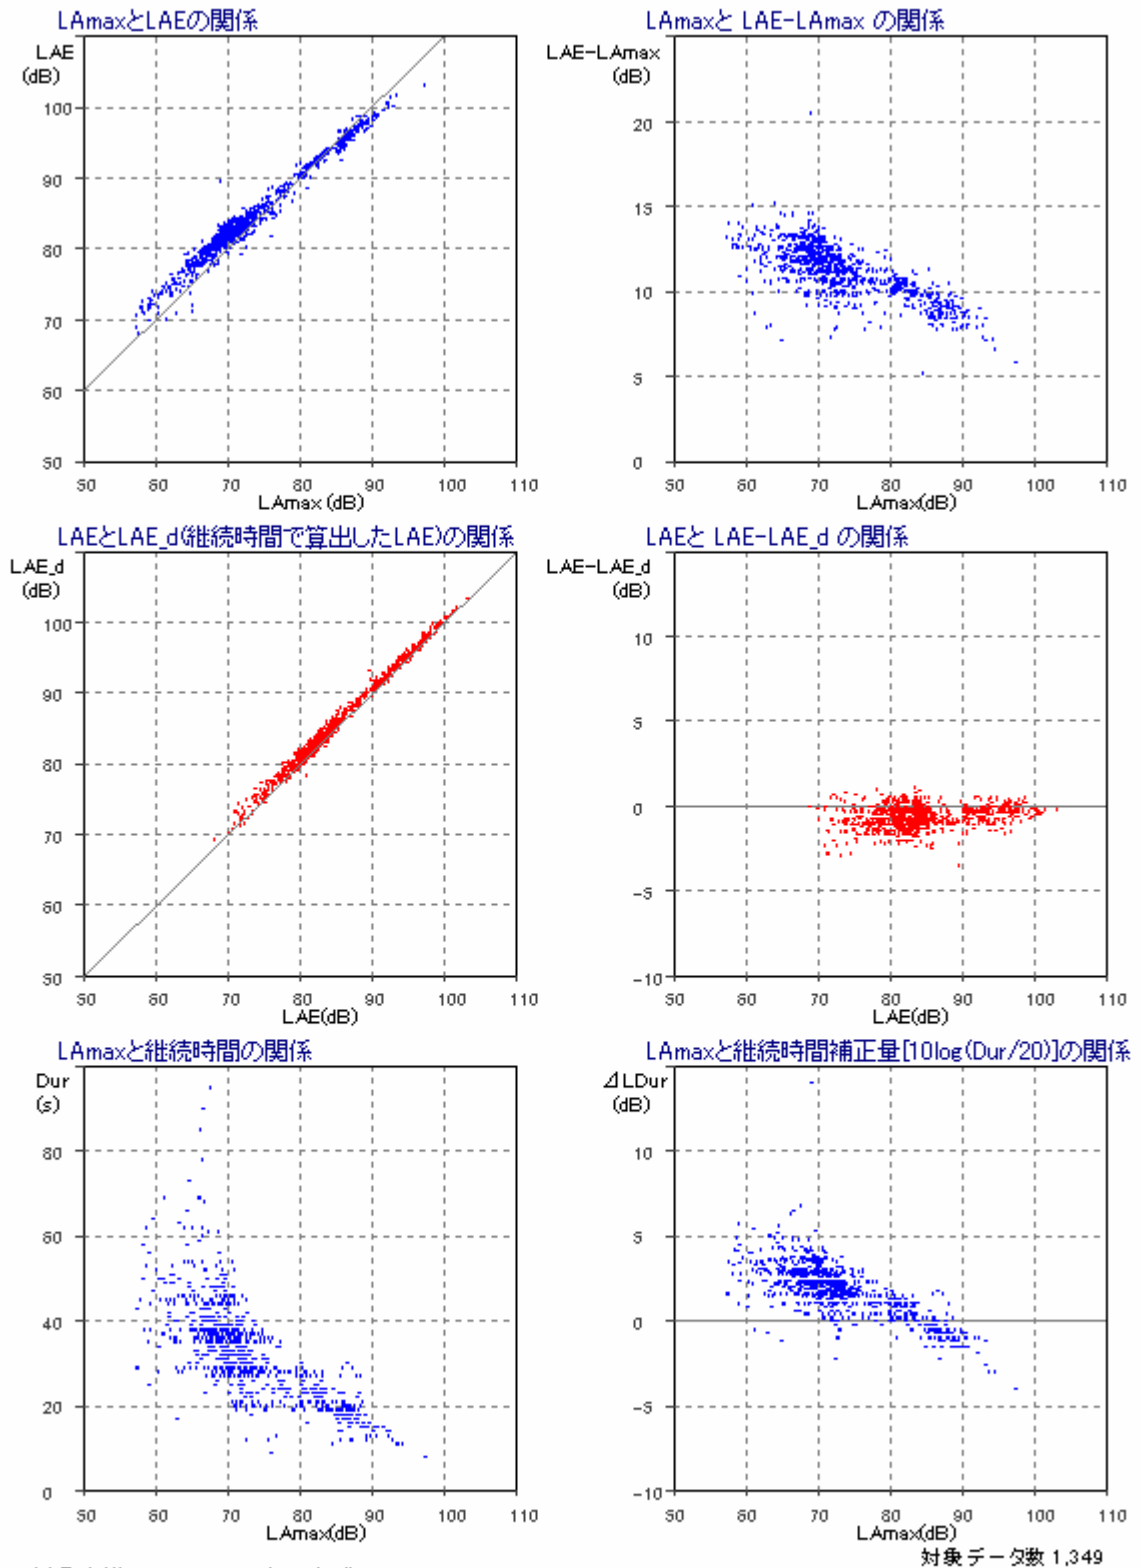 LAmaxとLAEの関係
LAE
(dB)
100
90
80
70
60
50
50 60 70 80 90 100 110
LAmax(dB)
LAmaxと LAE-LAmax の関係
LAE-LAmax
(dB)
20
15
10
5
0
50 60 70 80 90 100 110
LAmax(dB)
LAEとLAE_d(継続時間で算出したLAE)の関係
LAE_d
(dB)
100
90
80
70
60
50
50 60 70 80 90 100 110
LAE(dB)
LAEと LAE-LAE_d の関係
LAE-LAE_d
(dB)
10
5
0
-5
-10
50 60 70 80 90 100 110
LAE(dB)
LAmaxと継続時間の関係
Dur
(s)
80
60
40
20
0
50 60 70 80 90 100 110
LAmax(dB)
LAmaxと継続時間補正量[10log(Dur/20)]の関係
⊿LDur
(dB)
10
5
0
-5
-10
50 60 70 80 90 100 110
LAmax(dB)
対象データ数 1,349